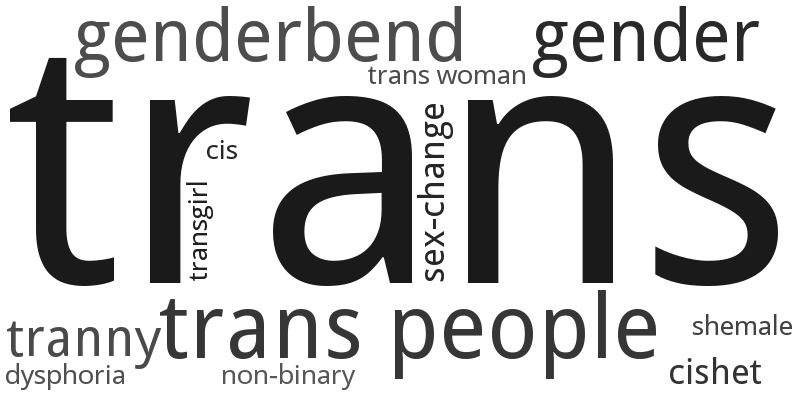 genderbend gender
trans woman
trans
cis
sex-change
transgirl
trans people
tranny
shemale
cishet
dysphoria
non-binary